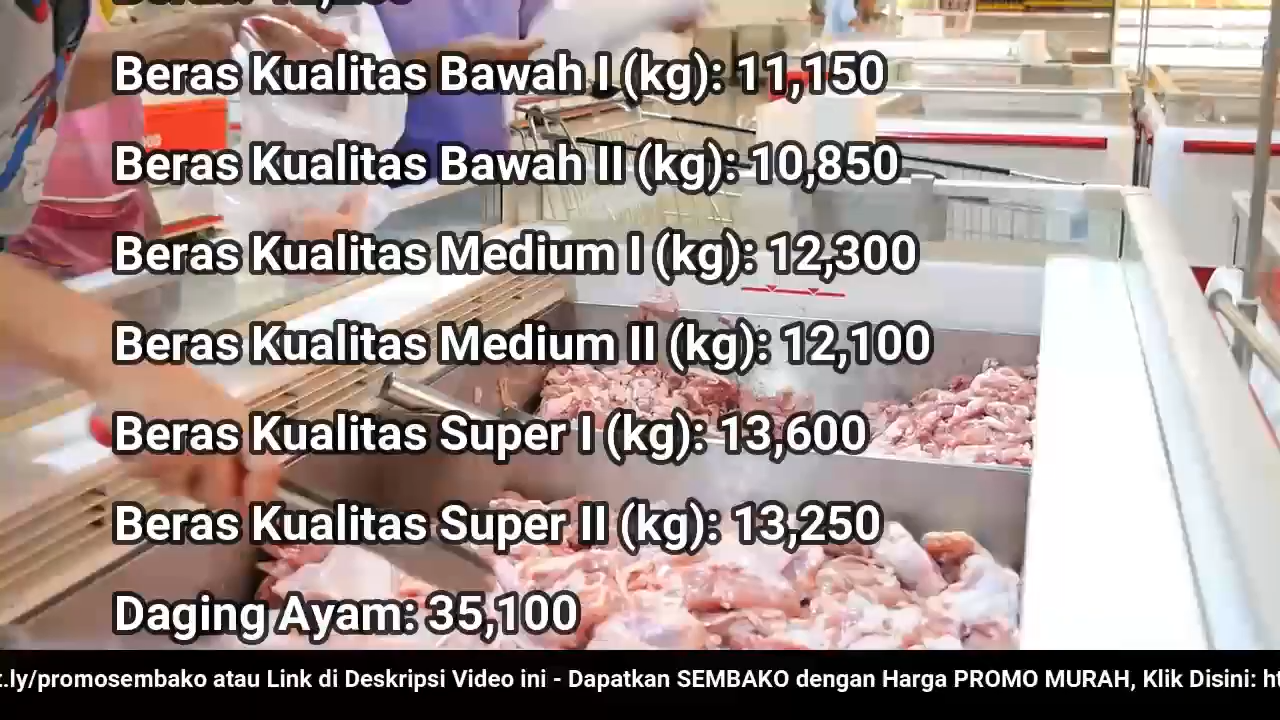 Beras Kualitas Bawah I (kg): 11,150
Beras Kualitas Bawah II (kg): 10,850
Beras Kualitas Medium I (kg): 12,300
Beras Kualitas Medium II (kg): 12,100
Beras Kualitas Super I (kg): 13,600
Beras Kualitas Super II (kg): 13,250
Daging Ayam: 35,100
.ly/promosembako atau Link di Deskripsi Video ini - Dapatkan SEMBAKO dengan Harga PROMO MURAH, Klik Disini: